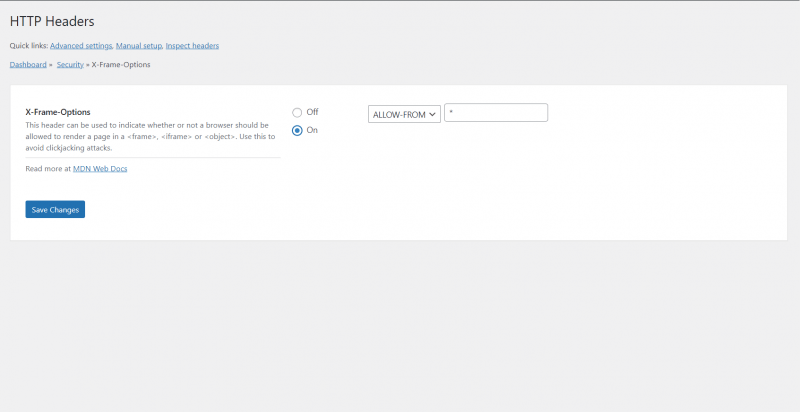 HTTP Headers
Quick links: Advanced settings, Manual setup, Inspect headers
Dashboard » Security » X-Frame-Options
X-Frame-Options
This header can be used to indicate whether or not a browser should be
allowed to render a page in a <frame>, <iframe> or <object>. Use this to
avoid clickjacking attacks.
Read more at MDN Web Docs
Off
On
ALLOW-FROM
*
Save Changes